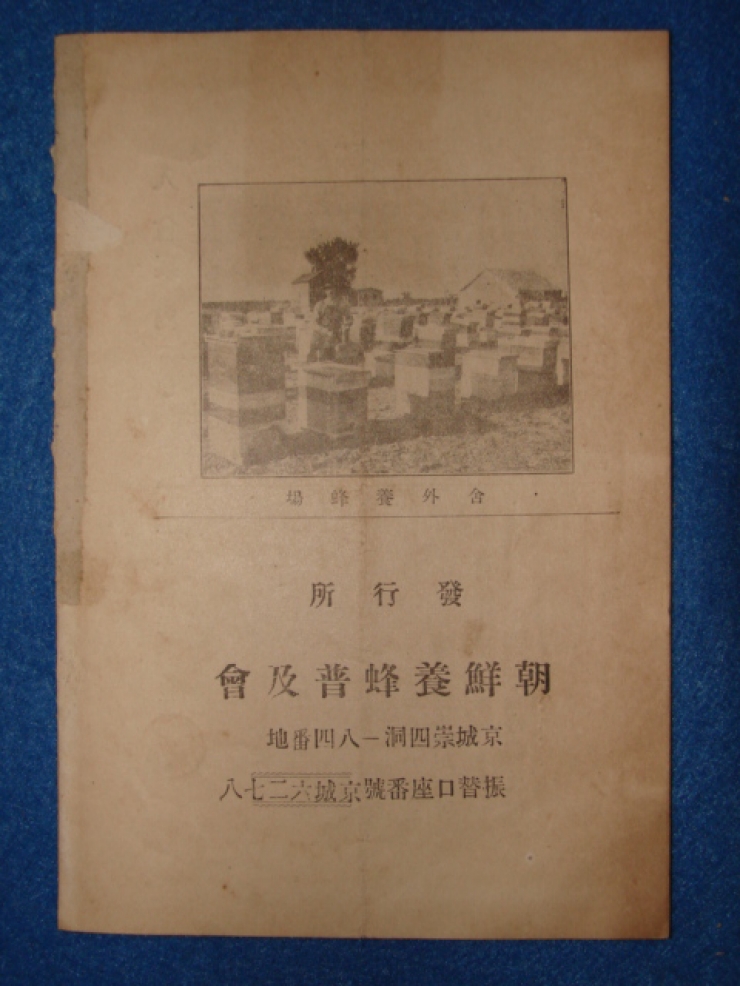 舍外養蜂場
發行所
朝鮮養蜂普及會
京城崇四洞一八四番地
振替口座番號京城六二七八